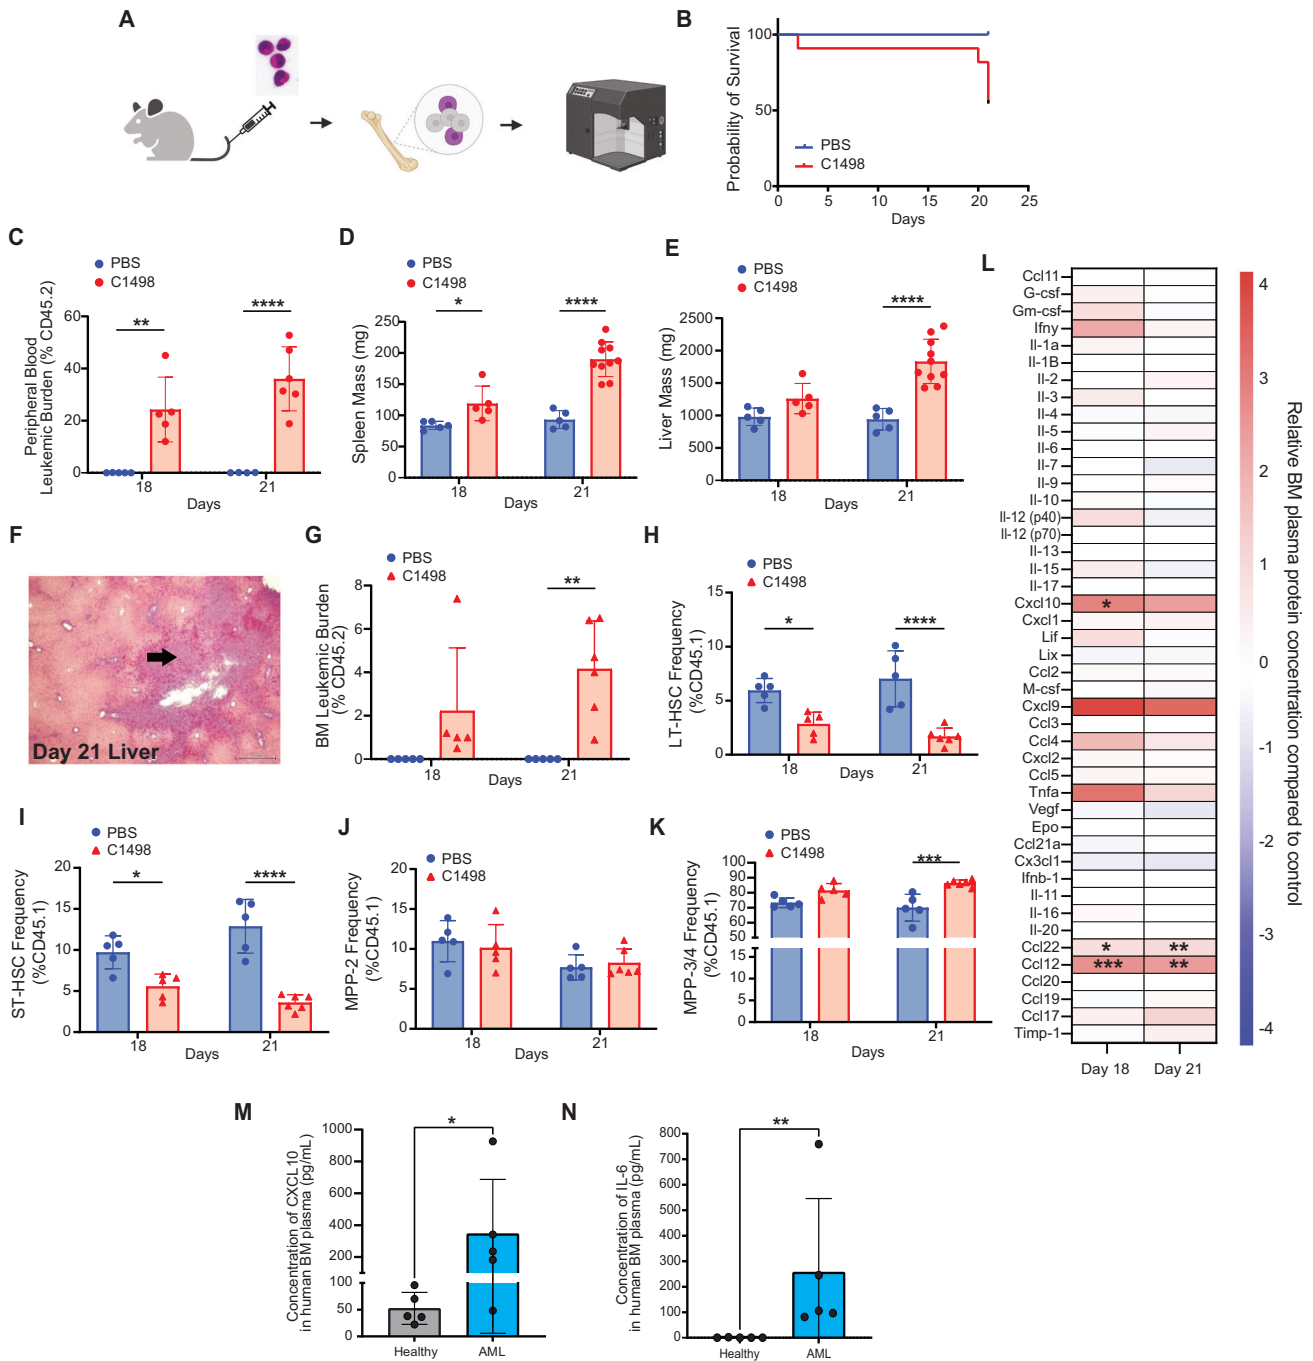 A
B
Probability of Survival
100
50
0
PBS
C1498
0 5 10 15 20 25
Days
C
PBS
C1498
Peripheral Blood
Leukemic Burden (% CD45.2)
60
40
20
0
**
****
18 21
Days
D
PBS
C1498
Spleen Mass (mg)
250
200
150
100
50
0
*
****
18 21
Days
E
PBS
C1498
Liver Mass (mg)
2500
2000
1500
1000
500
0
****
18 21
Days
F
Day 21 Liver
G
PBS
C1498
BM Leukemic Burden
(% CD45.2)
8
6
4
2
0
**
18 21
Days
H
PBS
C1498
LT-HSC Frequency
(%CD45.1)
15
10
5
0
*
****
18 21
Days
I
PBS
C1498
ST-HSC Frequency
(%CD45.1)
20
15
10
5
0
*
****
18 21
Days
J
PBS
C1498
MPP-2 Frequency
(%CD45.1)
20
15
10
5
0
18 21
Days
K
PBS
C1498
MPP-3/4 Frequency
(%CD45.1)
100
90
80
70
60
50
15
10
5
0
***
18 21
Days
L
Ccl11
G-csf
Gm-csf
Ifny
Il-1a
Il-1B
Il-2
Il-3
Il-4
Il-5
Il-6
Il-7
Il-9
Il-10
Il-12 (p40)
Il-12 (p70)
Il-13
Il-15
Il-17
Cxcl10 *
Cxcl1
Lif
Lix
Ccl2
M-csf
Cxcl9
Ccl3
Ccl4
Cxcl2
Ccl5
Tnfa
Vegf
Epo
Ccl21a
Cx3cl1
Ifnb-1
Il-11
Il-16
Il-20
Ccl22 * **
Ccl12 *** **
Ccl20
Ccl19
Ccl17
Timp-1
Day 18 Day 21
4
3
2
1
0
-1
-2
-3
-4
Relative BM plasma protein concentration compared to control
M
Concentration of CXCL10
in human BM plasma (pg/mL)
1000
800
600
400
200
100
50
0
*
Healthy AML
N
Concentration of IL-6
in human BM plasma (pg/mL)
800
700
600
500
400
300
200
100
0
**
Healthy AML